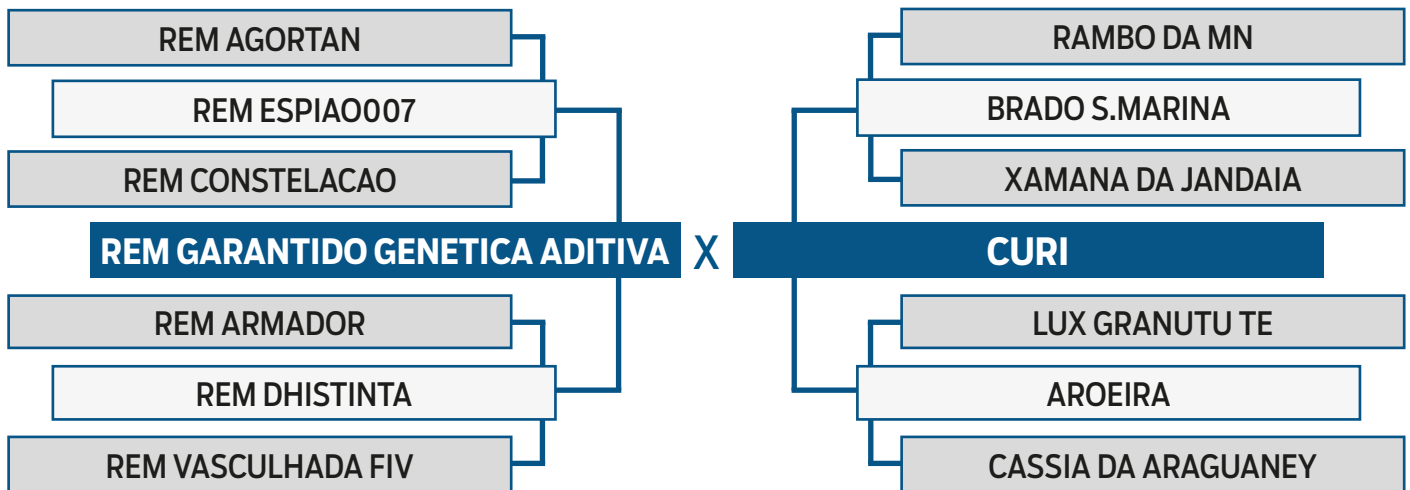 REM AGORTAN
RAMBO DA MN
REM ESPIAO007
BRADO S.MARINA
REM CONSTELACAO
XAMANA DA JANDAIA
REM GARANTIDO GENETICA ADITIVA X CURI
REM ARMADOR
LUX GRANUTU TE
REM DHISTINTA
AROEIRA
REM VASCULHADA FIV
CASSIA DA ARAGUANEY